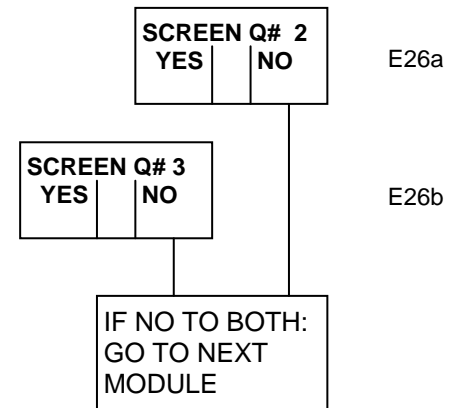 SCREEN Q# 2
YES NO
E26a
SCREEN Q# 3
YES NO
E26b
IF NO TO BOTH:
GO TO NEXT
MODULE